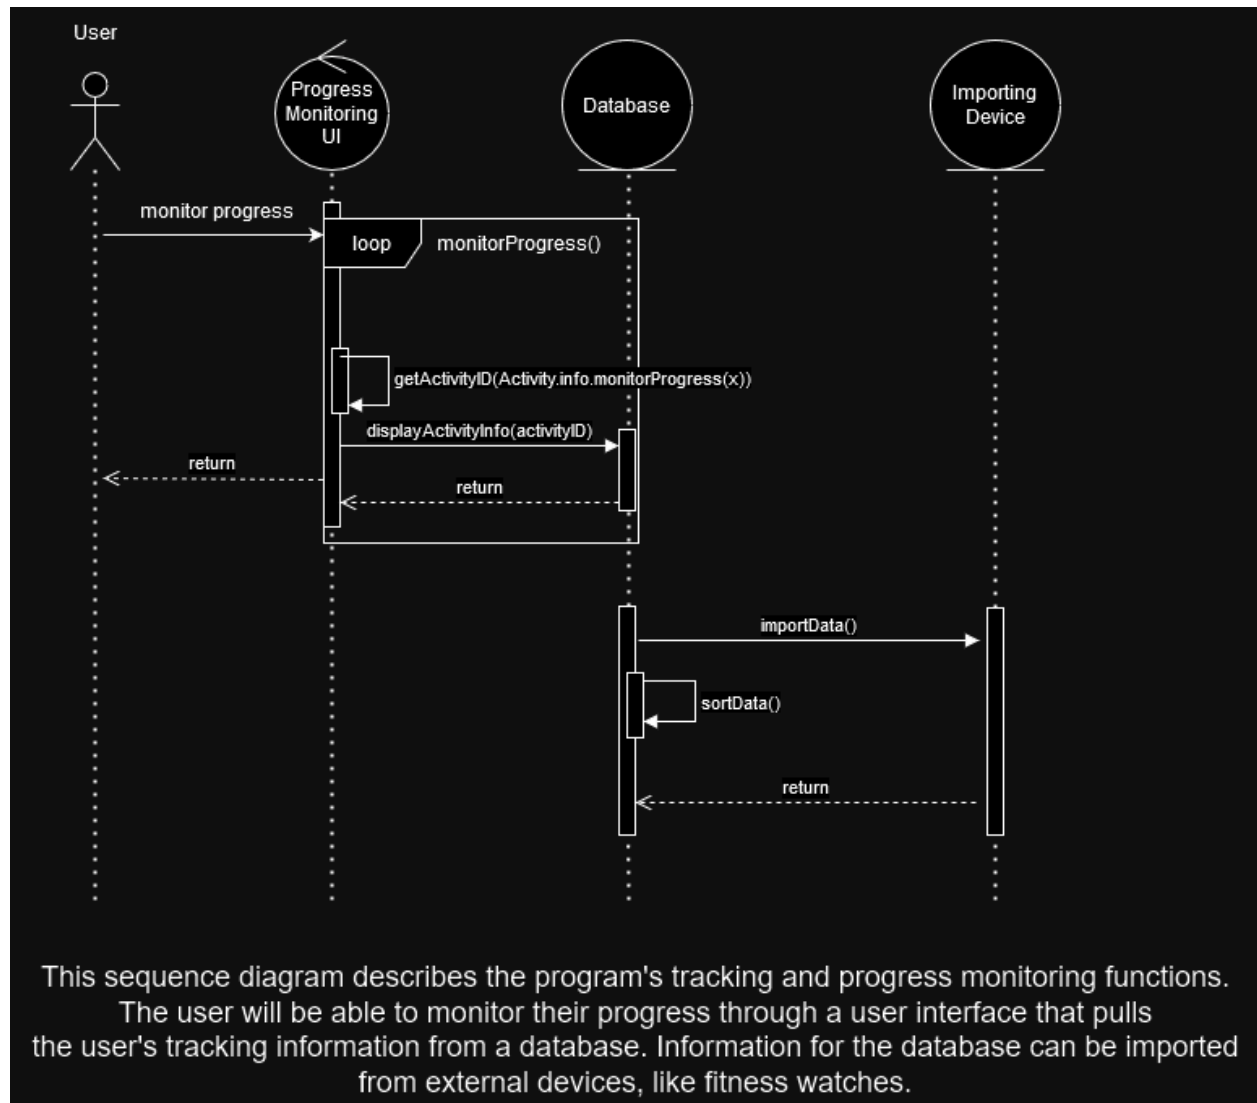 User
Progress
Monitoring
UI
Database
Importing
Device
monitor progress
loop
monitorProgress()
getActivityID(Activity.info.monitorProgress(x))
displayActivityInfo(activityID)
return
return
importData()
sortData()
return
This sequence diagram describes the program's tracking and progress monitoring functions.
The user will be able to monitor their progress through a user interface that pulls
the user's tracking information from a database. Information for the database can be imported
from external devices, like fitness watches.